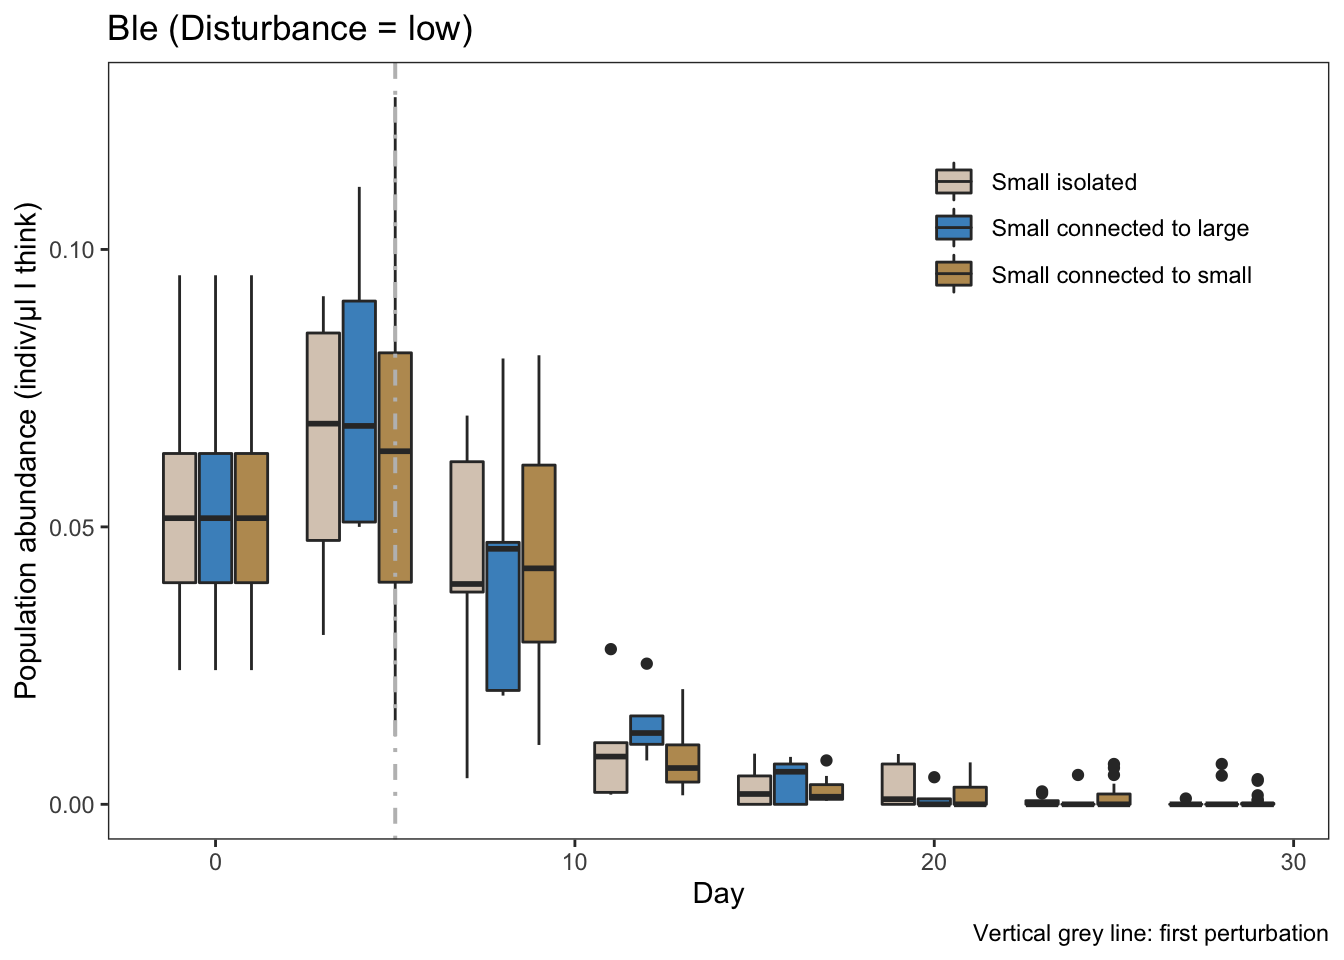 Ble (Disturbance = low)
Population abundance (indiv/µl I think)
0.10
0.05
0.00
Small isolated
Small connected to large
Small connected to small
0
10
20
30
Day
Vertical grey line: first perturbation